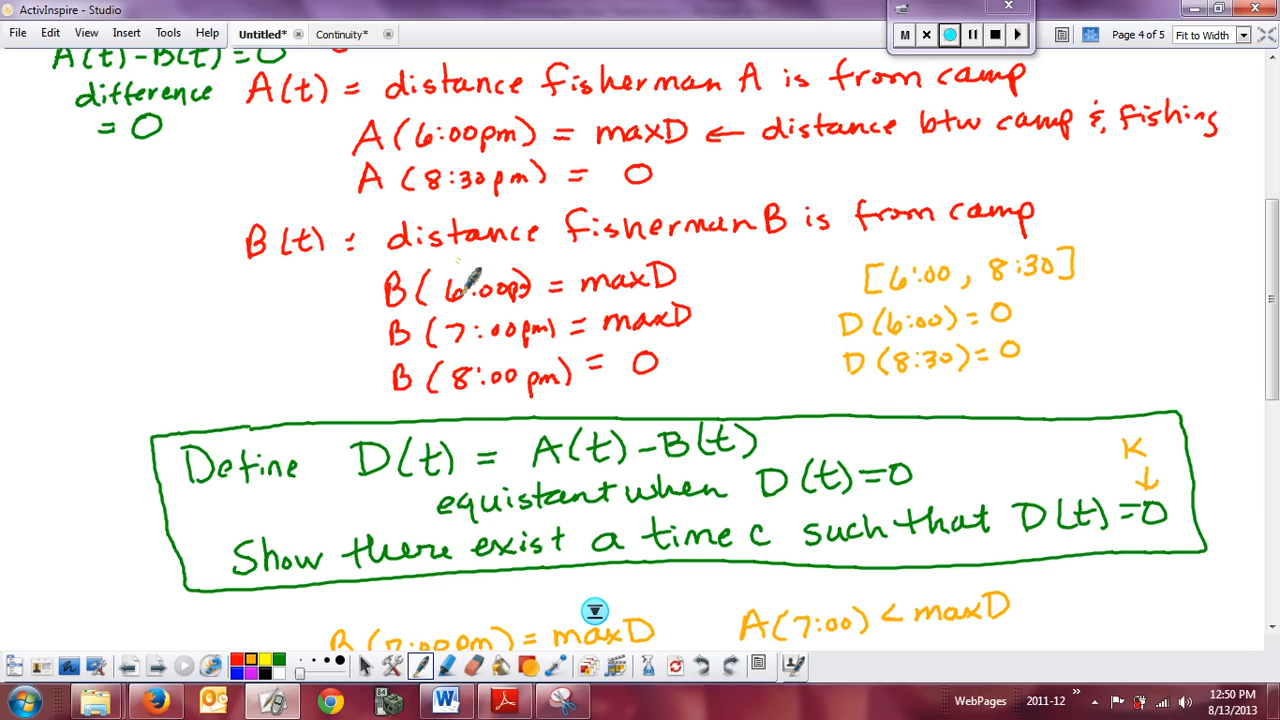 ActivInspire - Studio
File Edit View Insert Tools Help Untitled* Continuity* Page 4 of 5 Fit to Width
A(t)-B(t)=0
difference
= 0
A(t) = distance fisherman A is from camp
A(6:00pm) = maxD ← distance btw camp & fishing
A(8:30pm) = 0
B(t) = distance fisherman B is from camp
B(6:00pm) = maxD
B(7:00pm) = maxD
B(8:00pm) = 0
[6:00, 8:30]
D(6:00)=0
D(8:30)=0
Define D(t) = A(t)-B(t)
equistant when D(t)=0
Show there exist a time c such that D(t)=0
K
↓
B(7:00pm) = maxD
A(7:00) < maxD
WebPages 2011-12 12:50 PM
8/13/2013